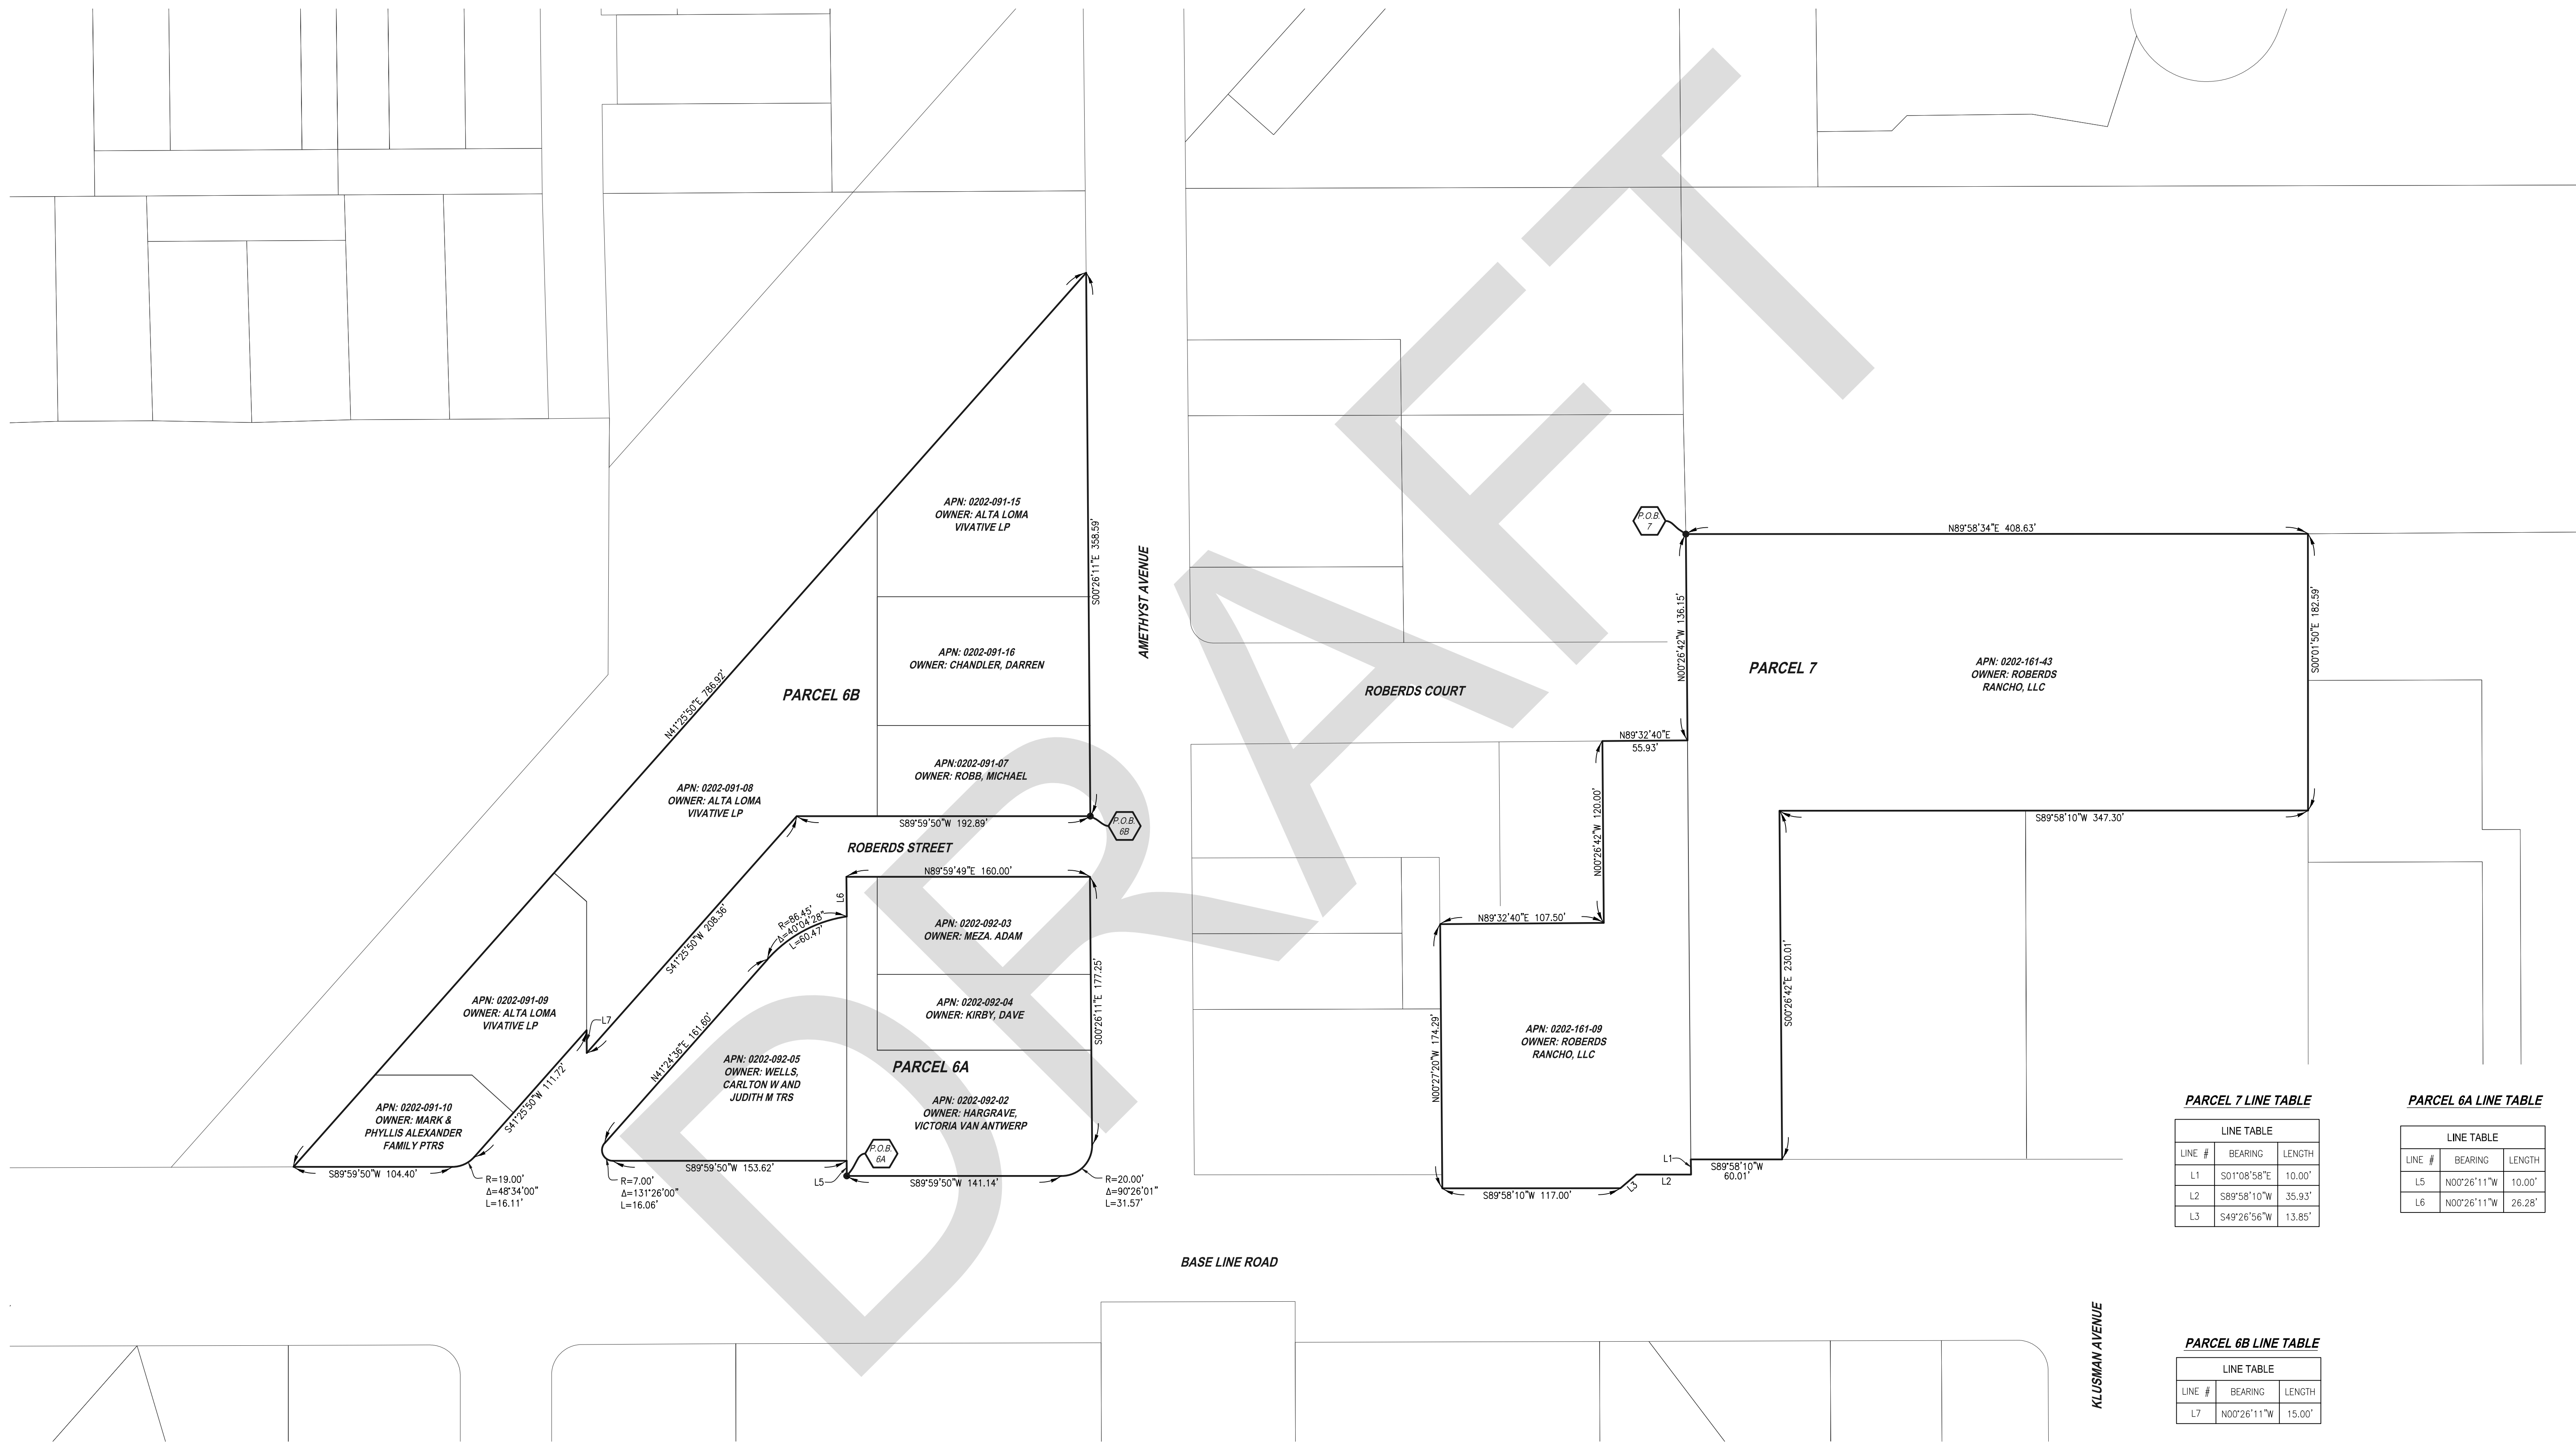 DRAFT
APN: 0202-091-15
OWNER: ALTA LOMA
VIVATIVE LP
S00°26'11"E 358.59'
AMETHYST AVENUE
APN: 0202-091-16
OWNER: CHANDLER, DARREN
PARCEL 6B
N41°25'50"E 786.92'
APN:0202-091-07
OWNER: ROBB, MICHAEL
APN: 0202-091-08
OWNER: ALTA LOMA
VIVATIVE LP
P.O.B.
6B
S89°59'50"W 192.89'
ROBERDS STREET
N89°59'49"E 160.00'
L6
R=86.45'
Δ=40°04'28"
L=60.47'
S41°25'50"W 208.36'
APN: 0202-092-03
OWNER: MEZA. ADAM
S00°26'11"E 177.25'
APN: 0202-092-04
OWNER: KIRBY, DAVE
APN: 0202-091-09
OWNER: ALTA LOMA
VIVATIVE LP
L7
N41°24'36"E 161.60'
APN: 0202-092-05
OWNER: WELLS,
CARLTON W AND
JUDITH M TRS
PARCEL 6A
APN: 0202-092-02
OWNER: HARGRAVE,
VICTORIA VAN ANTWERP
S41°25'50"W 111.72'
APN: 0202-091-10
OWNER: MARK &
PHYLLIS ALEXANDER
FAMILY PTRS
P.O.B.
6A
S89°59'50"W 104.40'
R=19.00'
Δ=48°34'00"
L=16.11'
S89°59'50"W 153.62'
R=7.00'
Δ=131°26'00"
L=16.06'
L5
S89°59'50"W 141.14'
R=20.00'
Δ=90°26'01"
L=31.57'
P.O.B.
7
N89°58'34"E 408.63'
N00°26'42"W 136.15'
S00°01'50"E 182.59'
PARCEL 7
APN: 0202-161-43
OWNER: ROBERDS
RANCHO, LLC
ROBERDS COURT
N89°32'40"E
55.93'
N00°26'42"W 120.00'
S89°58'10"W 347.30'
N89°32'40"E 107.50'
S00°26'42"E 230.01'
N00°27'20"W 174.29'
APN: 0202-161-09
OWNER: ROBERDS
RANCHO, LLC
L1
S89°58'10"W
60.01'
L2
L3
S89°58'10"W 117.00'
BASE LINE ROAD
KLUSMAN AVENUE
PARCEL 7 LINE TABLE
LINE TABLE
LINE # BEARING LENGTH
L1 S01°08'58"E 10.00'
L2 S89°58'10"W 35.93'
L3 S49°26'56"W 13.85'
PARCEL 6A LINE TABLE
LINE TABLE
LINE # BEARING LENGTH
L5 N00°26'11"W 10.00'
L6 N00°26'11"W 26.28'
PARCEL 6B LINE TABLE
LINE TABLE
LINE # BEARING LENGTH
L7 N00°26'11"W 15.00'